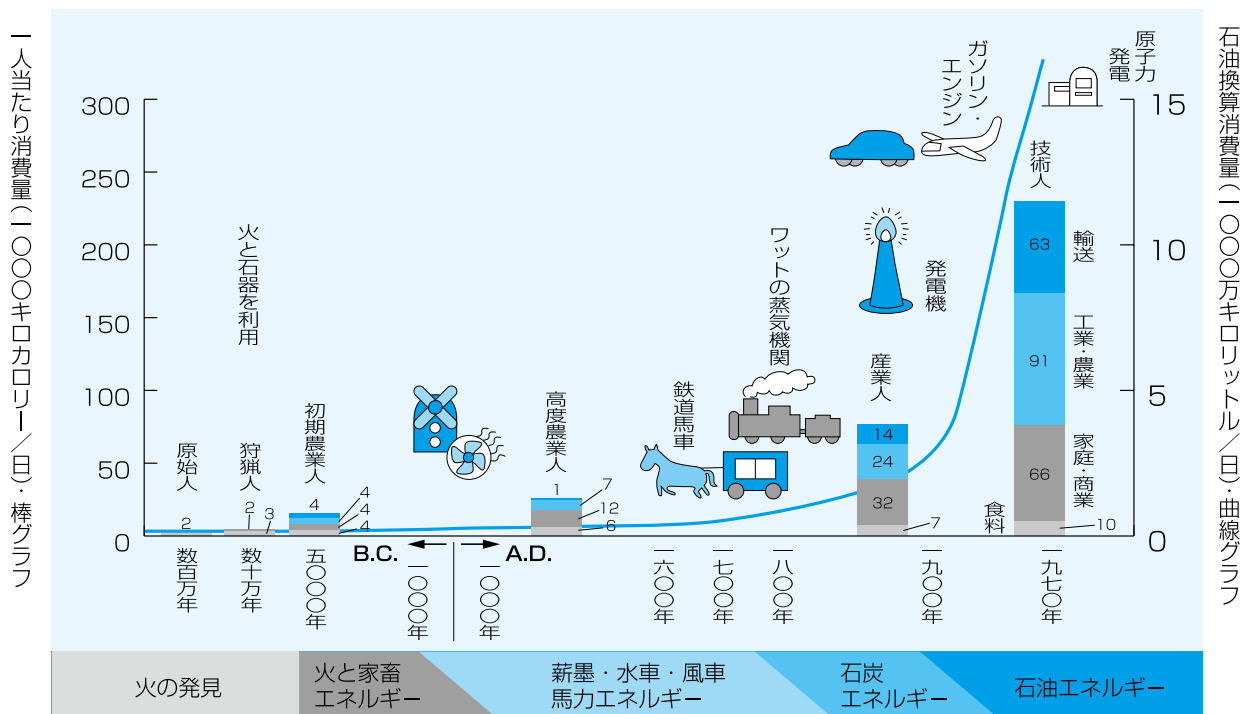 一人当たり消費量(一〇〇〇キロカロリー/日)・棒グラフ
石油換算消費量(一〇〇〇万キロリットル/日)・曲線グラフ
300
250
200
150
100
50
0
15
10
5
0
原始人
2
狩猟人
2
3
火と石器を利用
初期農業人
4
4
4
4
高度農業人
1
7
12
6
鉄道馬車
ワットの蒸気機関
産業人
14
24
32
7
発電機
ガソリン・
エンジン
原子力
発電
技術人
63
91
66
10
輸送
工業・農業
家庭・商業
食料
B.C.
A.D.
数百万年
数十万年
五〇〇〇年
一〇〇〇年
一〇〇〇年
一六〇〇年
一七〇〇年
一八〇〇年
一九〇〇年
一九七〇年
火の発見
火と家畜
エネルギー
薪墨・水車・風車
馬力エネルギー
石炭
エネルギー
石油エネルギー